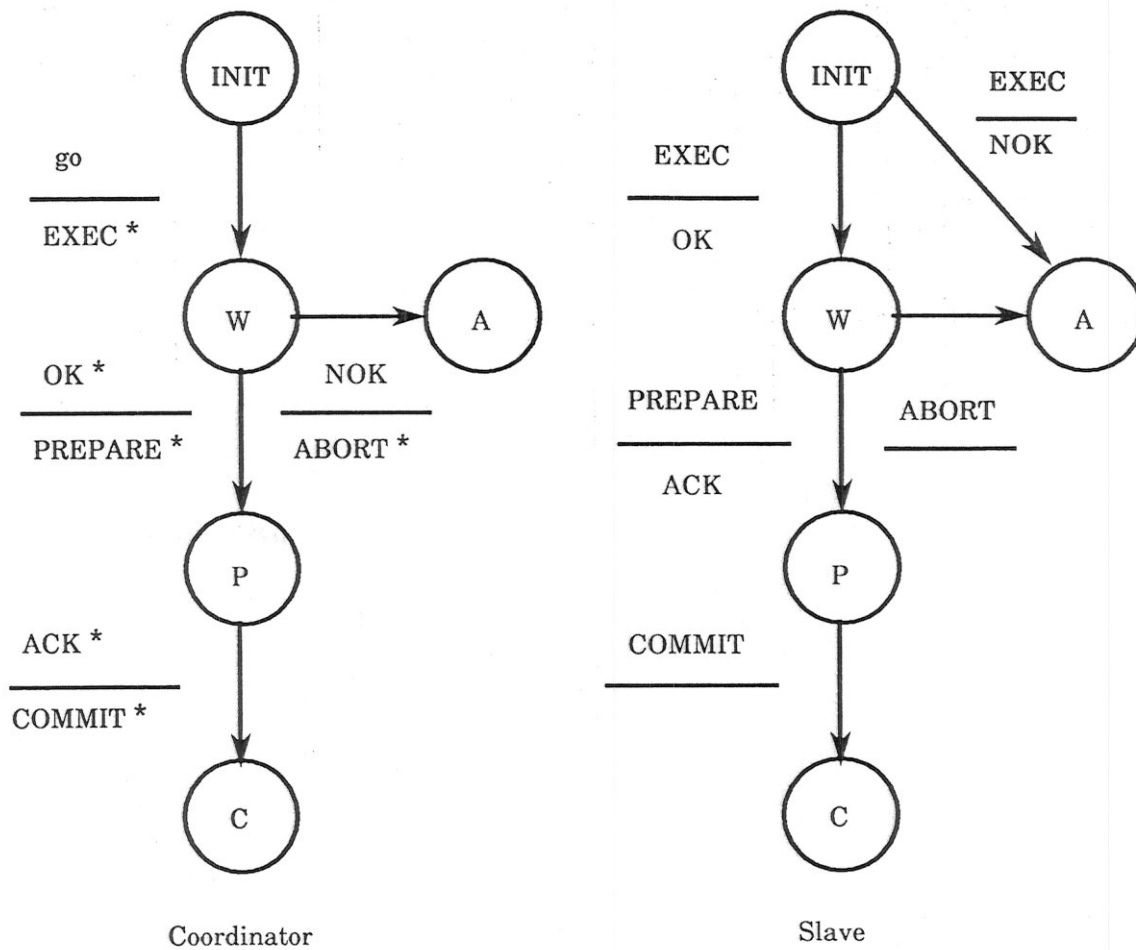 INIT
go
EXEC *
W
A
OK *
PREPARE *
NOK
ABORT *
P
ACK *
COMMIT *
C
Coordinator
INIT
EXEC
NOK
EXEC
OK
W
A
PREPARE
ACK
ABORT
P
COMMIT
C
Slave